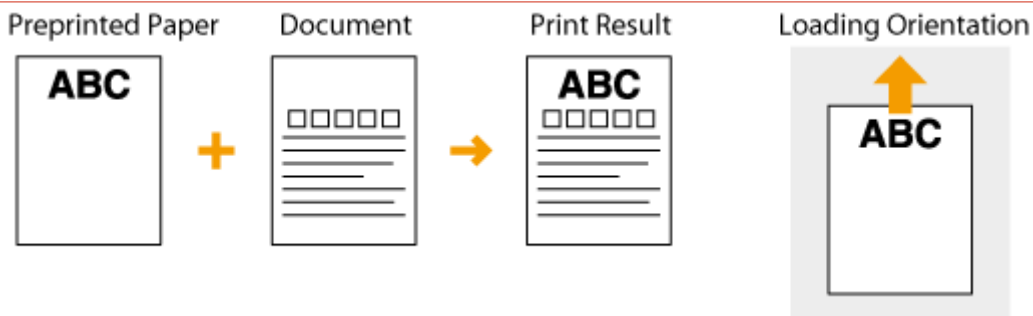 Preprinted Paper
Document
Print Result
Loading Orientation
ABC
ABC
ABC